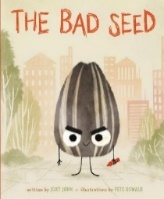 THE BAD SEED
written by JORY JOHN • illustrations by PETE OSWALD